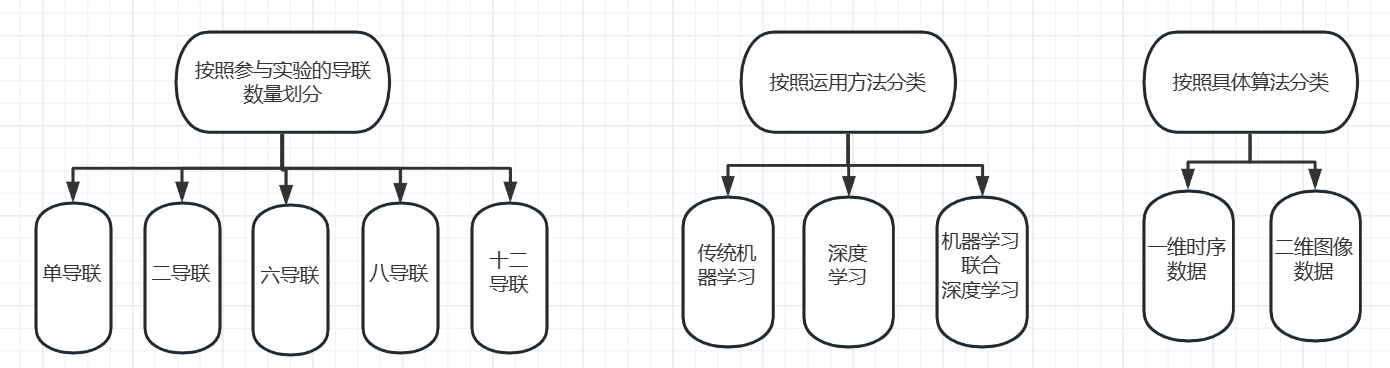 按照参与实验的导联
数量划分
单导联
二导联
六导联
八导联
十二
导联
按照运用方法分类
传统机
器学习
深度
学习
机器学习
联合
深度学习
按照具体算法分类
一维时序
数据
二维图像
数据